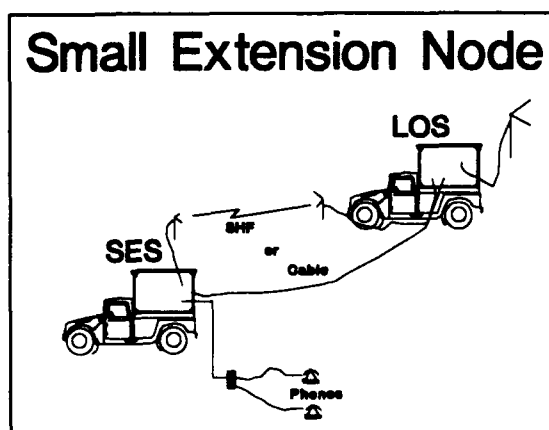 Small Extension Node
LOS
SHF
or
Cable
SES
Phones